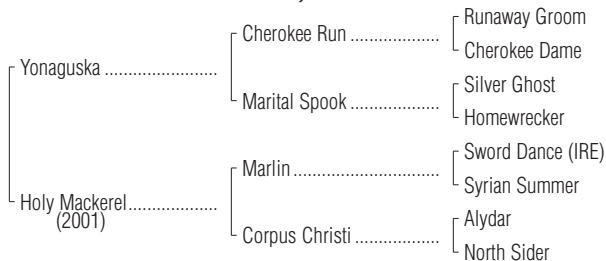 Runaway Groom
Cherokee Run ..................
Cherokee Dame
Yonaguska .......................
Silver Ghost
Marital Spook ..................
Homewrecker
Sword Dance (IRE)
Marlin .............................
Syrian Summer
Holy Mackerel..................
(2001)
Alydar
Corpus Christi .................
North Sider